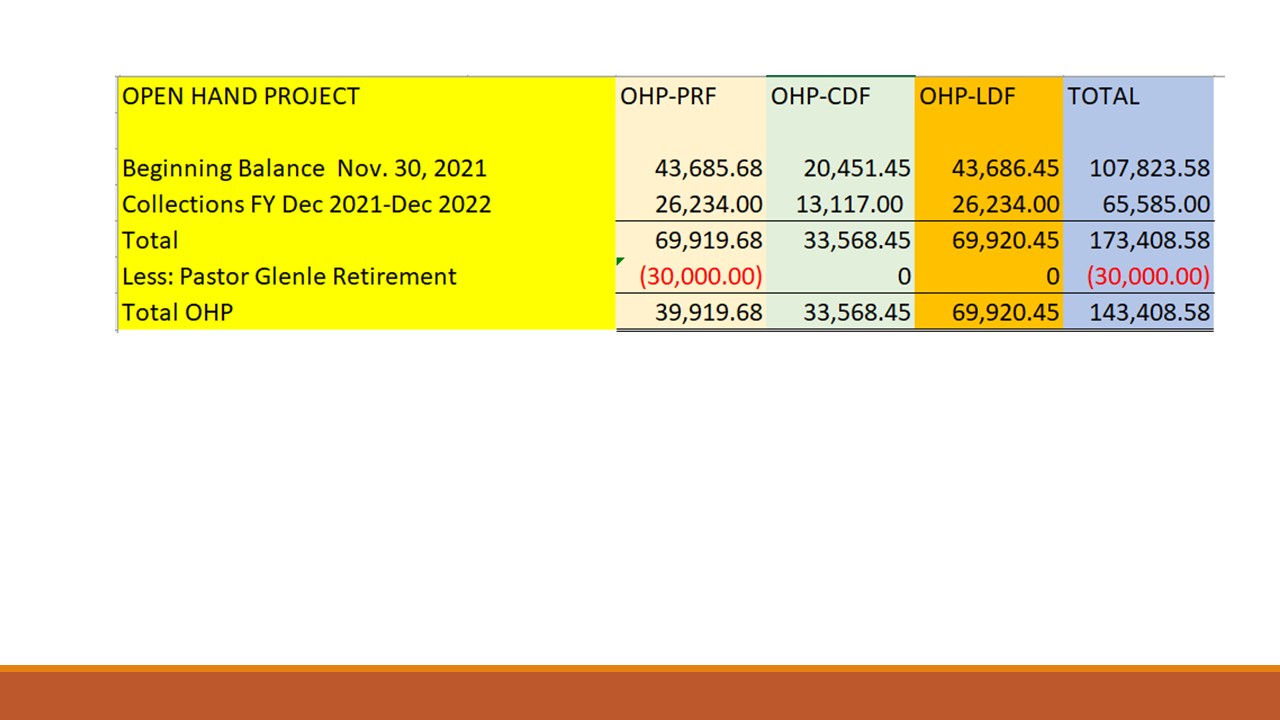 OPEN HAND PROJECT OHP-PRF OHP-CDF OHP-LDF TOTAL
Beginning Balance  Nov. 30, 2021 43,685.68 20,451.45 43,686.45 107,823.58
Collections FY Dec 2021-Dec 2022 26,234.00 13,117.00 26,234.00 65,585.00
Total 69,919.68 33,568.45 69,920.45 173,408.58
Less: Pastor Glenle Retirement (30,000.00) 0 0 (30,000.00)
Total OHP 39,919.68 33,568.45 69,920.45 143,408.58